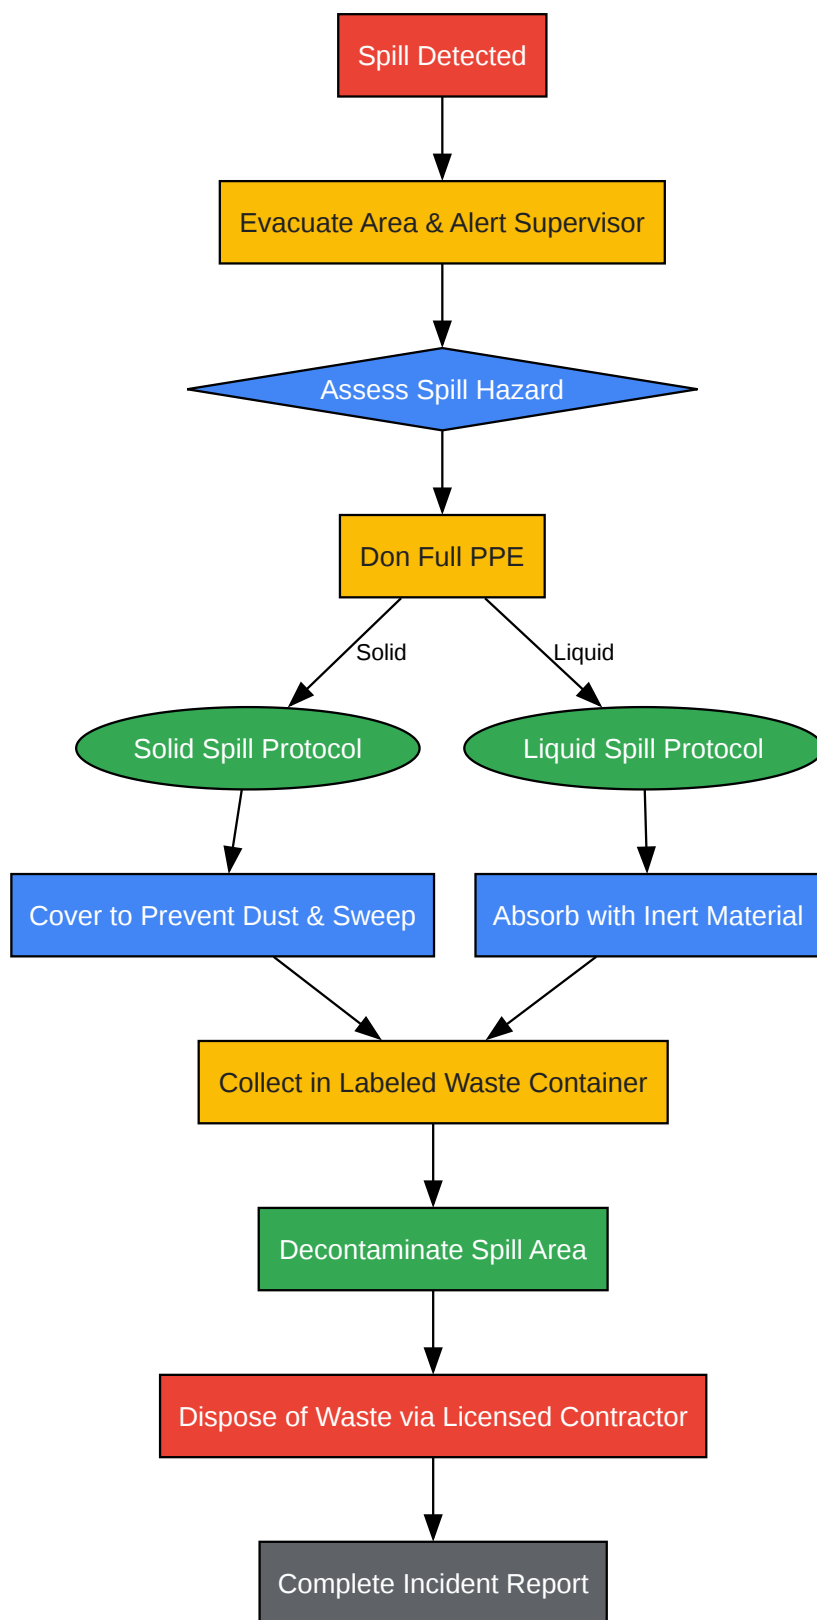 Spill Detected
Evacuate Area & Alert Supervisor
Assess Spill Hazard
Don Full PPE
Solid
Liquid
Solid Spill Protocol
Liquid Spill Protocol
Cover to Prevent Dust & Sweep
Absorb with Inert Material
Collect in Labeled Waste Container
Decontaminate Spill Area
Dispose of Waste via Licensed Contractor
Complete Incident Report